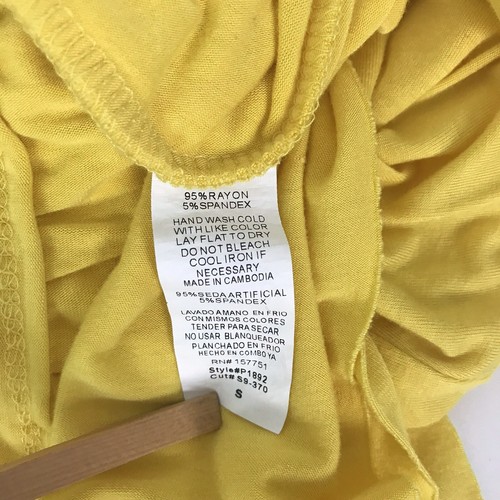 95%RAYON
5%SPANDEX
HAND WASH COLD
WITH LIKE COLOR
LAY FLAT TO DRY
DO NOT BLEACH
COOL IRON IF
NECESSARY
MADE IN CAMBODIA
95%SEDA ARTIFICIAL
5%SPANDEX
LAVADO AMANO EN FRIO
CON MISMOS COLORES
TENDER PARA SECAR
NO USAR BLANQUEADOR
PLANCHADO EN FRIO
HECHO EN COMBOYA
RN# 157751
Style#P1892
Cut# S9-370
S